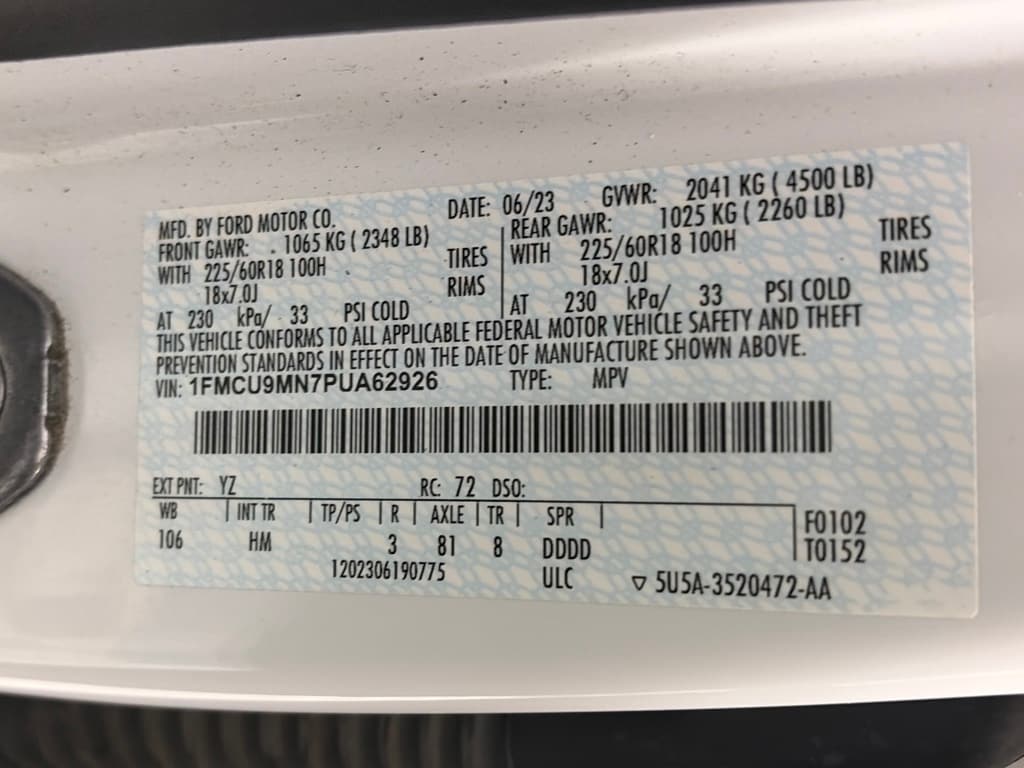 MFD. BY FORD MOTOR CO. DATE: 06/23 GVWR: 2041 KG ( 4500 LB)
FRONT GAWR: . 1065 KG ( 2348 LB) REAR GAWR: 1025 KG ( 2260 LB)
WITH 225/60R18 100H TIRES WITH 225/60R18 100H TIRES
18x7.0J RIMS 18x7.0J RIMS
AT 230 kPa/ 33 PSI COLD AT 230 kPa/ 33 PSI COLD
THIS VEHICLE CONFORMS TO ALL APPLICABLE FEDERAL MOTOR VEHICLE SAFETY AND THEFT
PREVENTION STANDARDS IN EFFECT ON THE DATE OF MANUFACTURE SHOWN ABOVE.
VIN: 1FMCU9MN7PUA62926 TYPE: MPV
EXT PNT: YZ RC: 72 DSO:
WB | INT TR | TP/PS | R | AXLE | TR | SPR | F0102
106 HM 3 81 8 DDDD T0152
1202306190775 ULC ▽ 5U5A-3520472-AA